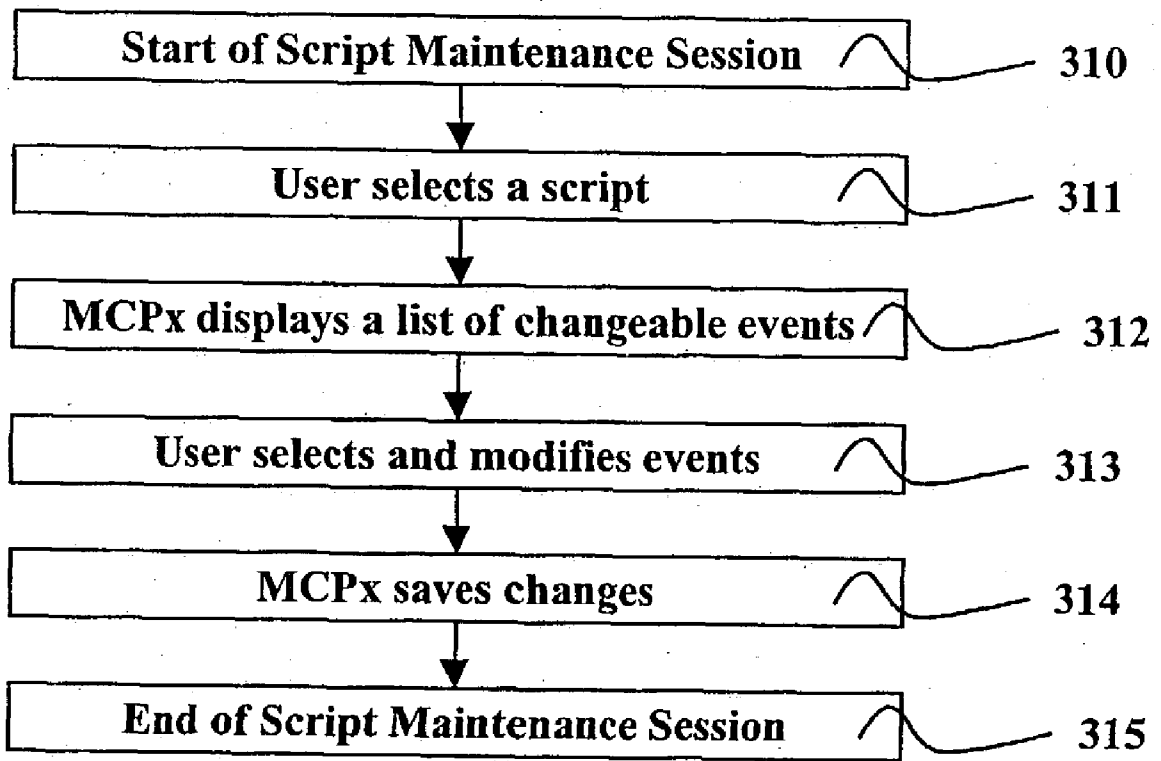 Start of Script Maintenance Session 310
User selects a script 311
MCPx displays a list of changeable events 312
User selects and modifies events 313
MCPx saves changes 314
End of Script Maintenance Session 315